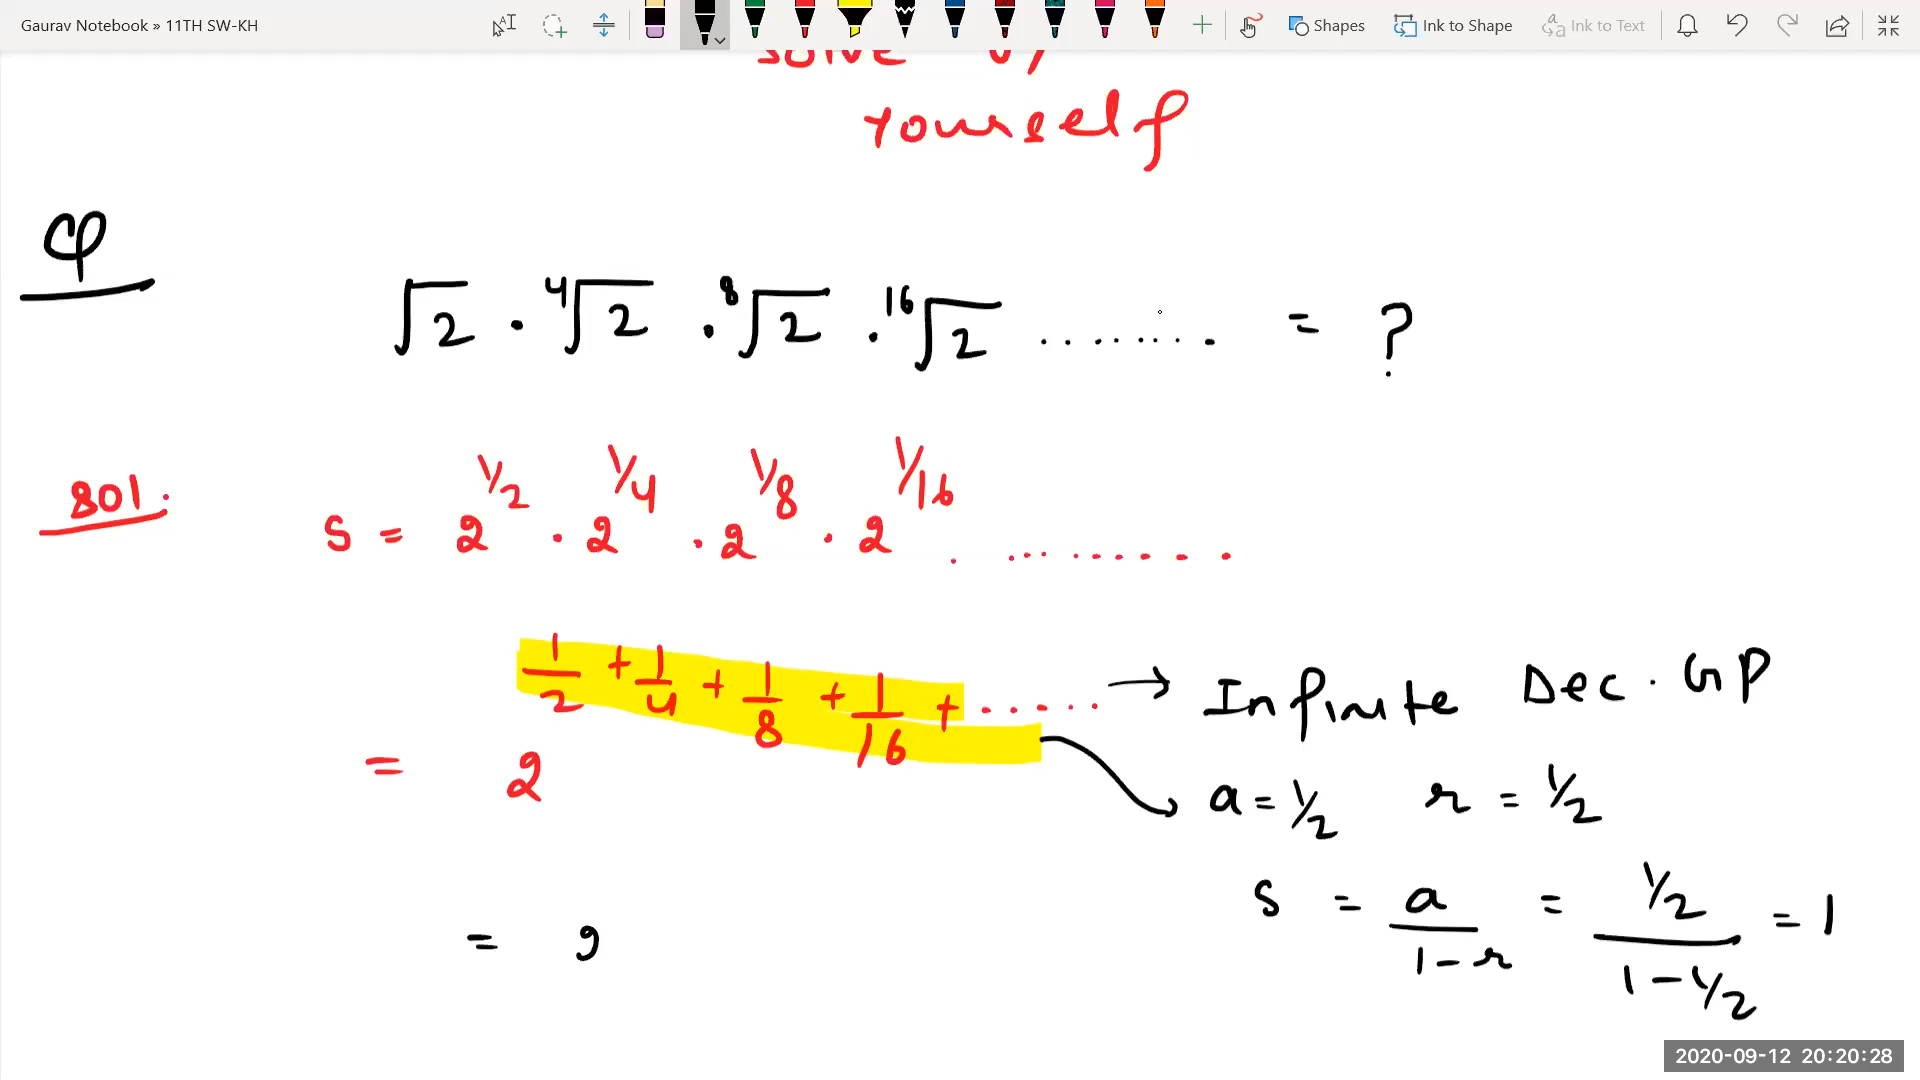 Gaurav Notebook » 11TH SW-KH
Shapes
Ink to Shape
Ink to Text
solve
yourself
Q
√2 · ⁴√2 · ⁸√2 · ¹⁶√2 ........ = ?
Sol.
S = 2^1/2 · 2^1/4 · 2^1/8 · 2^1/16 . .........
= 2^(1/2 + 1/4 + 1/8 + 1/16 + ......) → Infinite Dec. GP
a = 1/2 r = 1/2
S = a/(1-r) = (1/2)/(1-1/2) = 1
=
2020-09-12 20:20:28